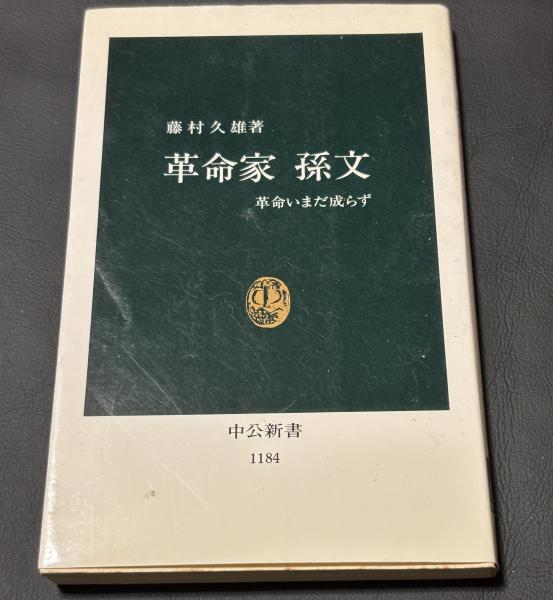 藤村久雄著
革命家 孫文
革命いまだ成らず
中公新書
1184